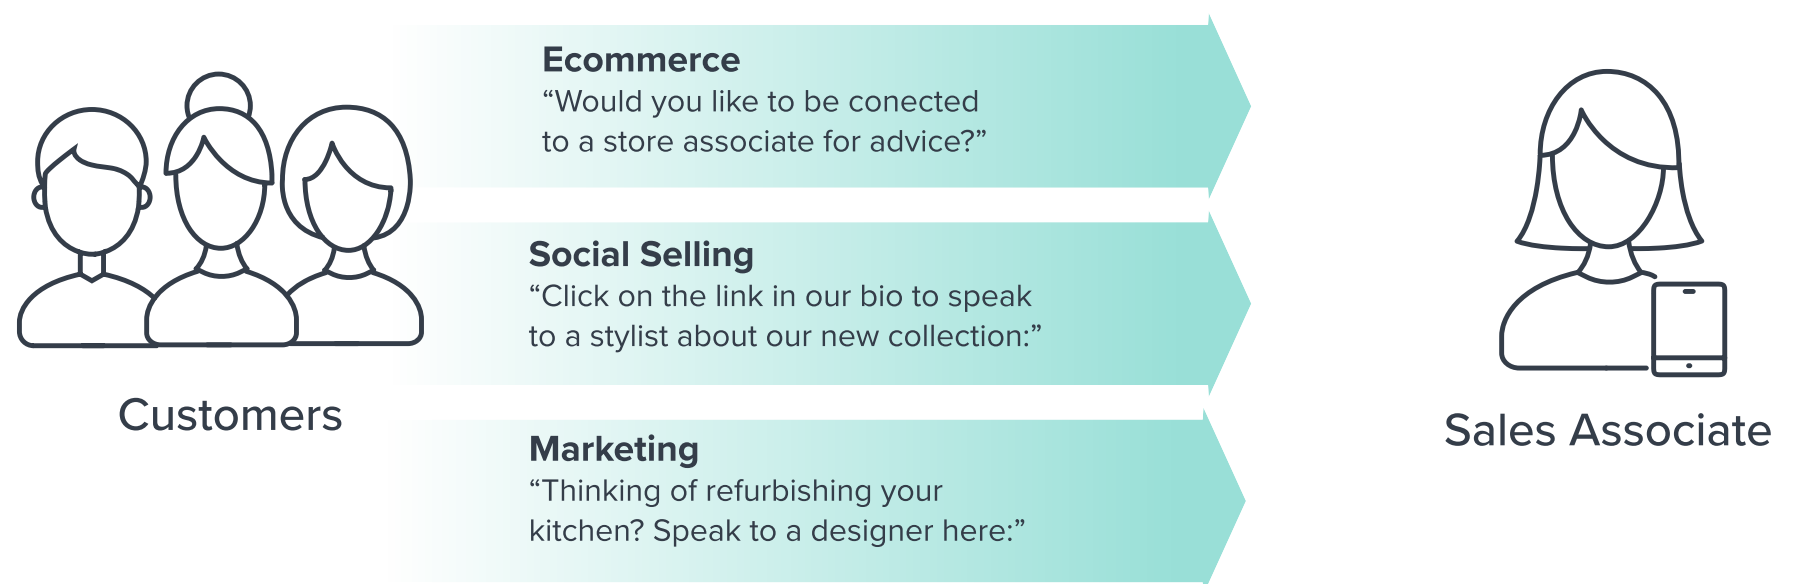 Ecommerce
“Would you like to be conected
to a store associate for advice?”
Social Selling
“Click on the link in our bio to speak
to a stylist about our new collection:”
Customers
Sales Associate
Marketing
“Thinking of refurbishing your
kitchen? Speak to a designer here:”